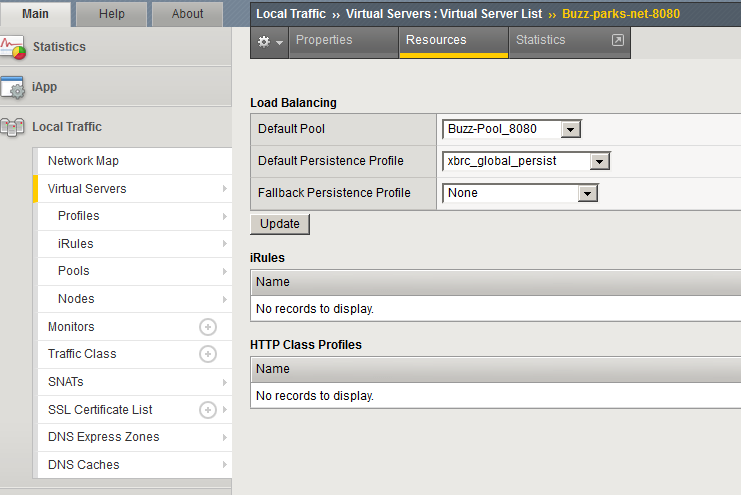 Main Help About
Local Traffic ›› Virtual Servers : Virtual Server List ›› Buzz-parks-net-8080
Properties Resources Statistics
Statistics
iApp
Local Traffic
Network Map
Virtual Servers
Profiles
iRules
Pools
Nodes
Monitors
Traffic Class
SNATs
SSL Certificate List
DNS Express Zones
DNS Caches
Load Balancing
Default Pool Buzz-Pool_8080
Default Persistence Profile xbrc_global_persist
Fallback Persistence Profile None
Update
iRules
Name
No records to display.
HTTP Class Profiles
Name
No records to display.